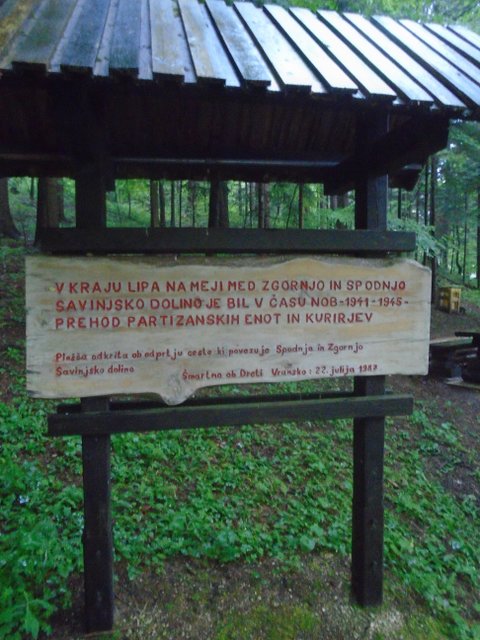 V KRAJU LIPA NA MEJI MED ZGORNJO IN SPODNJO
SAVINJSKO DOLINO JE BIL V ČASU NOB-1941-1945-
PREHOD PARTIZANSKIH ENOT IN KURIRJEV
Plošča odkrita ob odprtju ceste ki povezuje Spodnjo in Zgornjo
Savinjsko dolino
Šmartno ob Dreti Vransko: 22. julija 1987